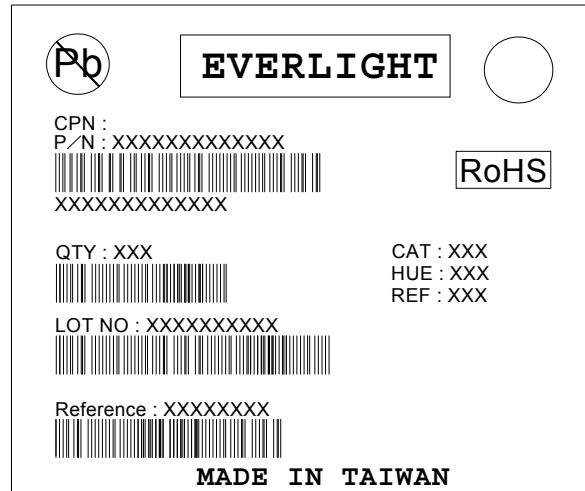 Pb
EVERLIGHT
CPN :
P/N : XXXXXXXXXXXXX
RoHS
XXXXXXXXXXXXX
QTY : XXX
CAT : XXX
HUE : XXX
REF : XXX
LOT NO : XXXXXXXXXX
Reference : XXXXXXXX
MADE IN TAIWAN